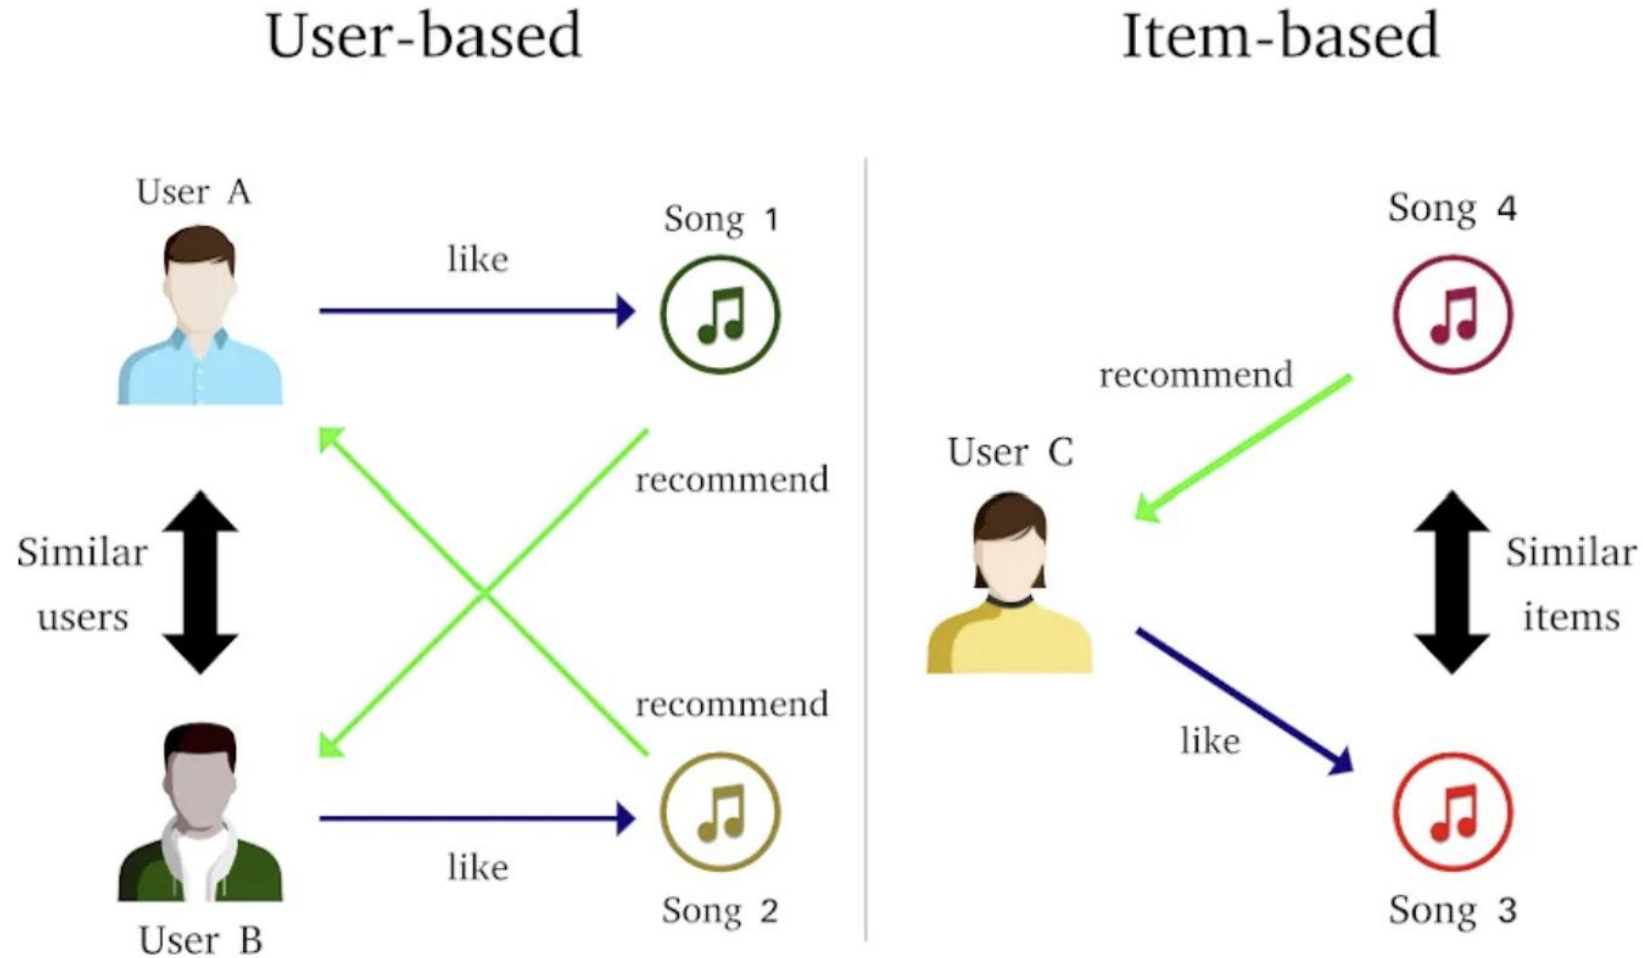 User-based
User A
like
Song 1
recommend
Similar
users
recommend
like
User B
Song 2
Item-based
Song 4
recommend
User C
Similar
items
like
Song 3